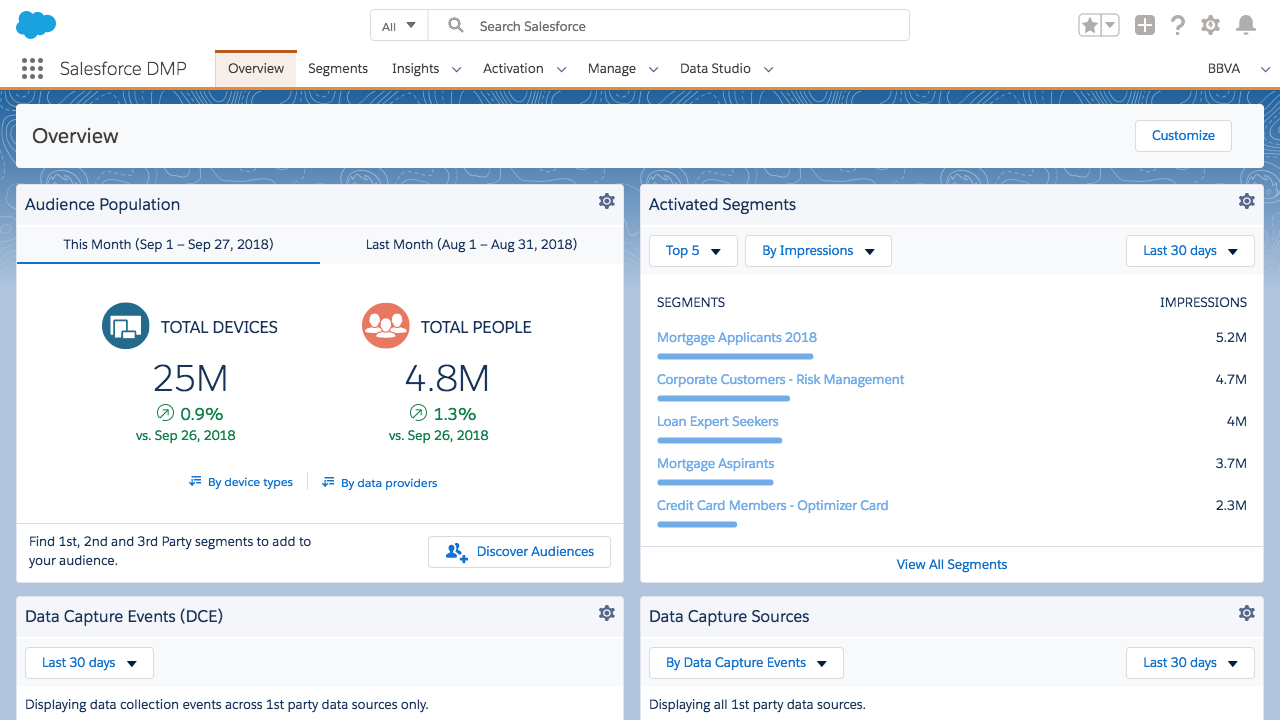 All
Search Salesforce
Salesforce DMP
Overview
Segments
Insights
Activation
Manage
Data Studio
BBVA
Overview
Customize
Audience Population
This Month (Sep 1 – Sep 27, 2018)
Last Month (Aug 1 – Aug 31, 2018)
TOTAL DEVICES
25M
0.9%
vs. Sep 26, 2018
TOTAL PEOPLE
4.8M
1.3%
vs. Sep 26, 2018
By device types
By data providers
Find 1st, 2nd and 3rd Party segments to add to
your audience.
Discover Audiences
Activated Segments
Top 5
By Impressions
Last 30 days
SEGMENTS
IMPRESSIONS
Mortgage Applicants 2018
5.2M
Corporate Customers - Risk Management
4.7M
Loan Expert Seekers
4M
Mortgage Aspirants
3.7M
Credit Card Members - Optimizer Card
2.3M
View All Segments
Data Capture Events (DCE)
Last 30 days
Displaying data collection events across 1st party data sources only.
Data Capture Sources
By Data Capture Events
Last 30 days
Displaying all 1st party data sources.